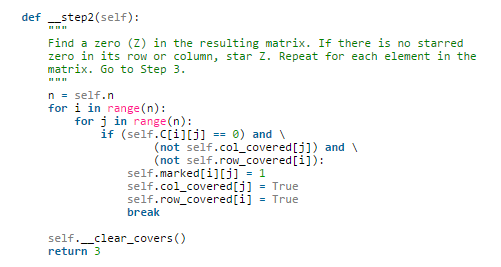 def __step2(self):
    """
    Find a zero (Z) in the resulting matrix. If there is no starred
    zero in its row or column, star Z. Repeat for each element in the
    matrix. Go to Step 3.
    """
    n = self.n
    for i in range(n):
        for j in range(n):
            if (self.C[i][j] == 0) and \
                    (not self.col_covered[j]) and \
                    (not self.row_covered[i]):
                self.marked[i][j] = 1
                self.col_covered[j] = True
                self.row_covered[i] = True
                break

    self.__clear_covers()
    return 3